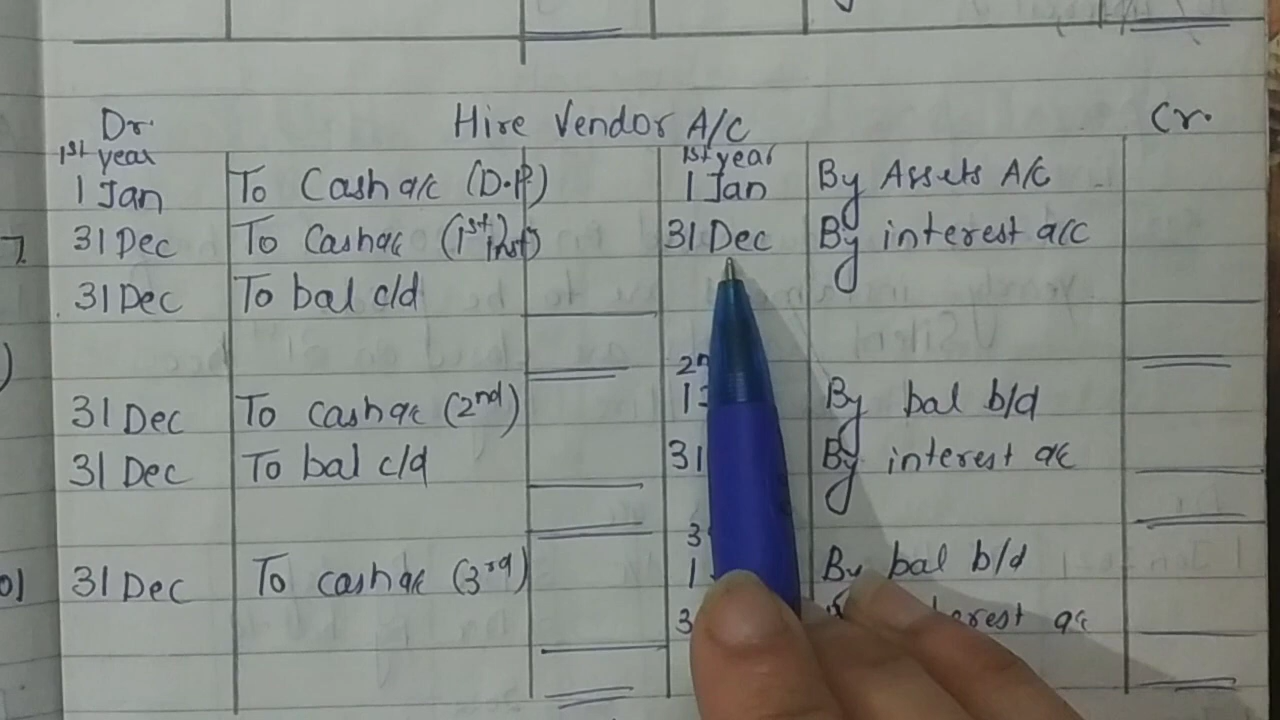 Dr. Hire Vendor A/C Cr.
1st year 1st year
1 Jan To Cash a/c (D.P) 1 Jan By Assets A/C
31 Dec To Cash a/c (1st inst) 31 Dec By interest a/c
31 Dec To bal c/d
31 Dec To cash a/c (2nd) By bal b/d
31 Dec To bal c/d 31 By interest a/c
31 Dec To cash a/c (3rd) By bal b/d
a/c